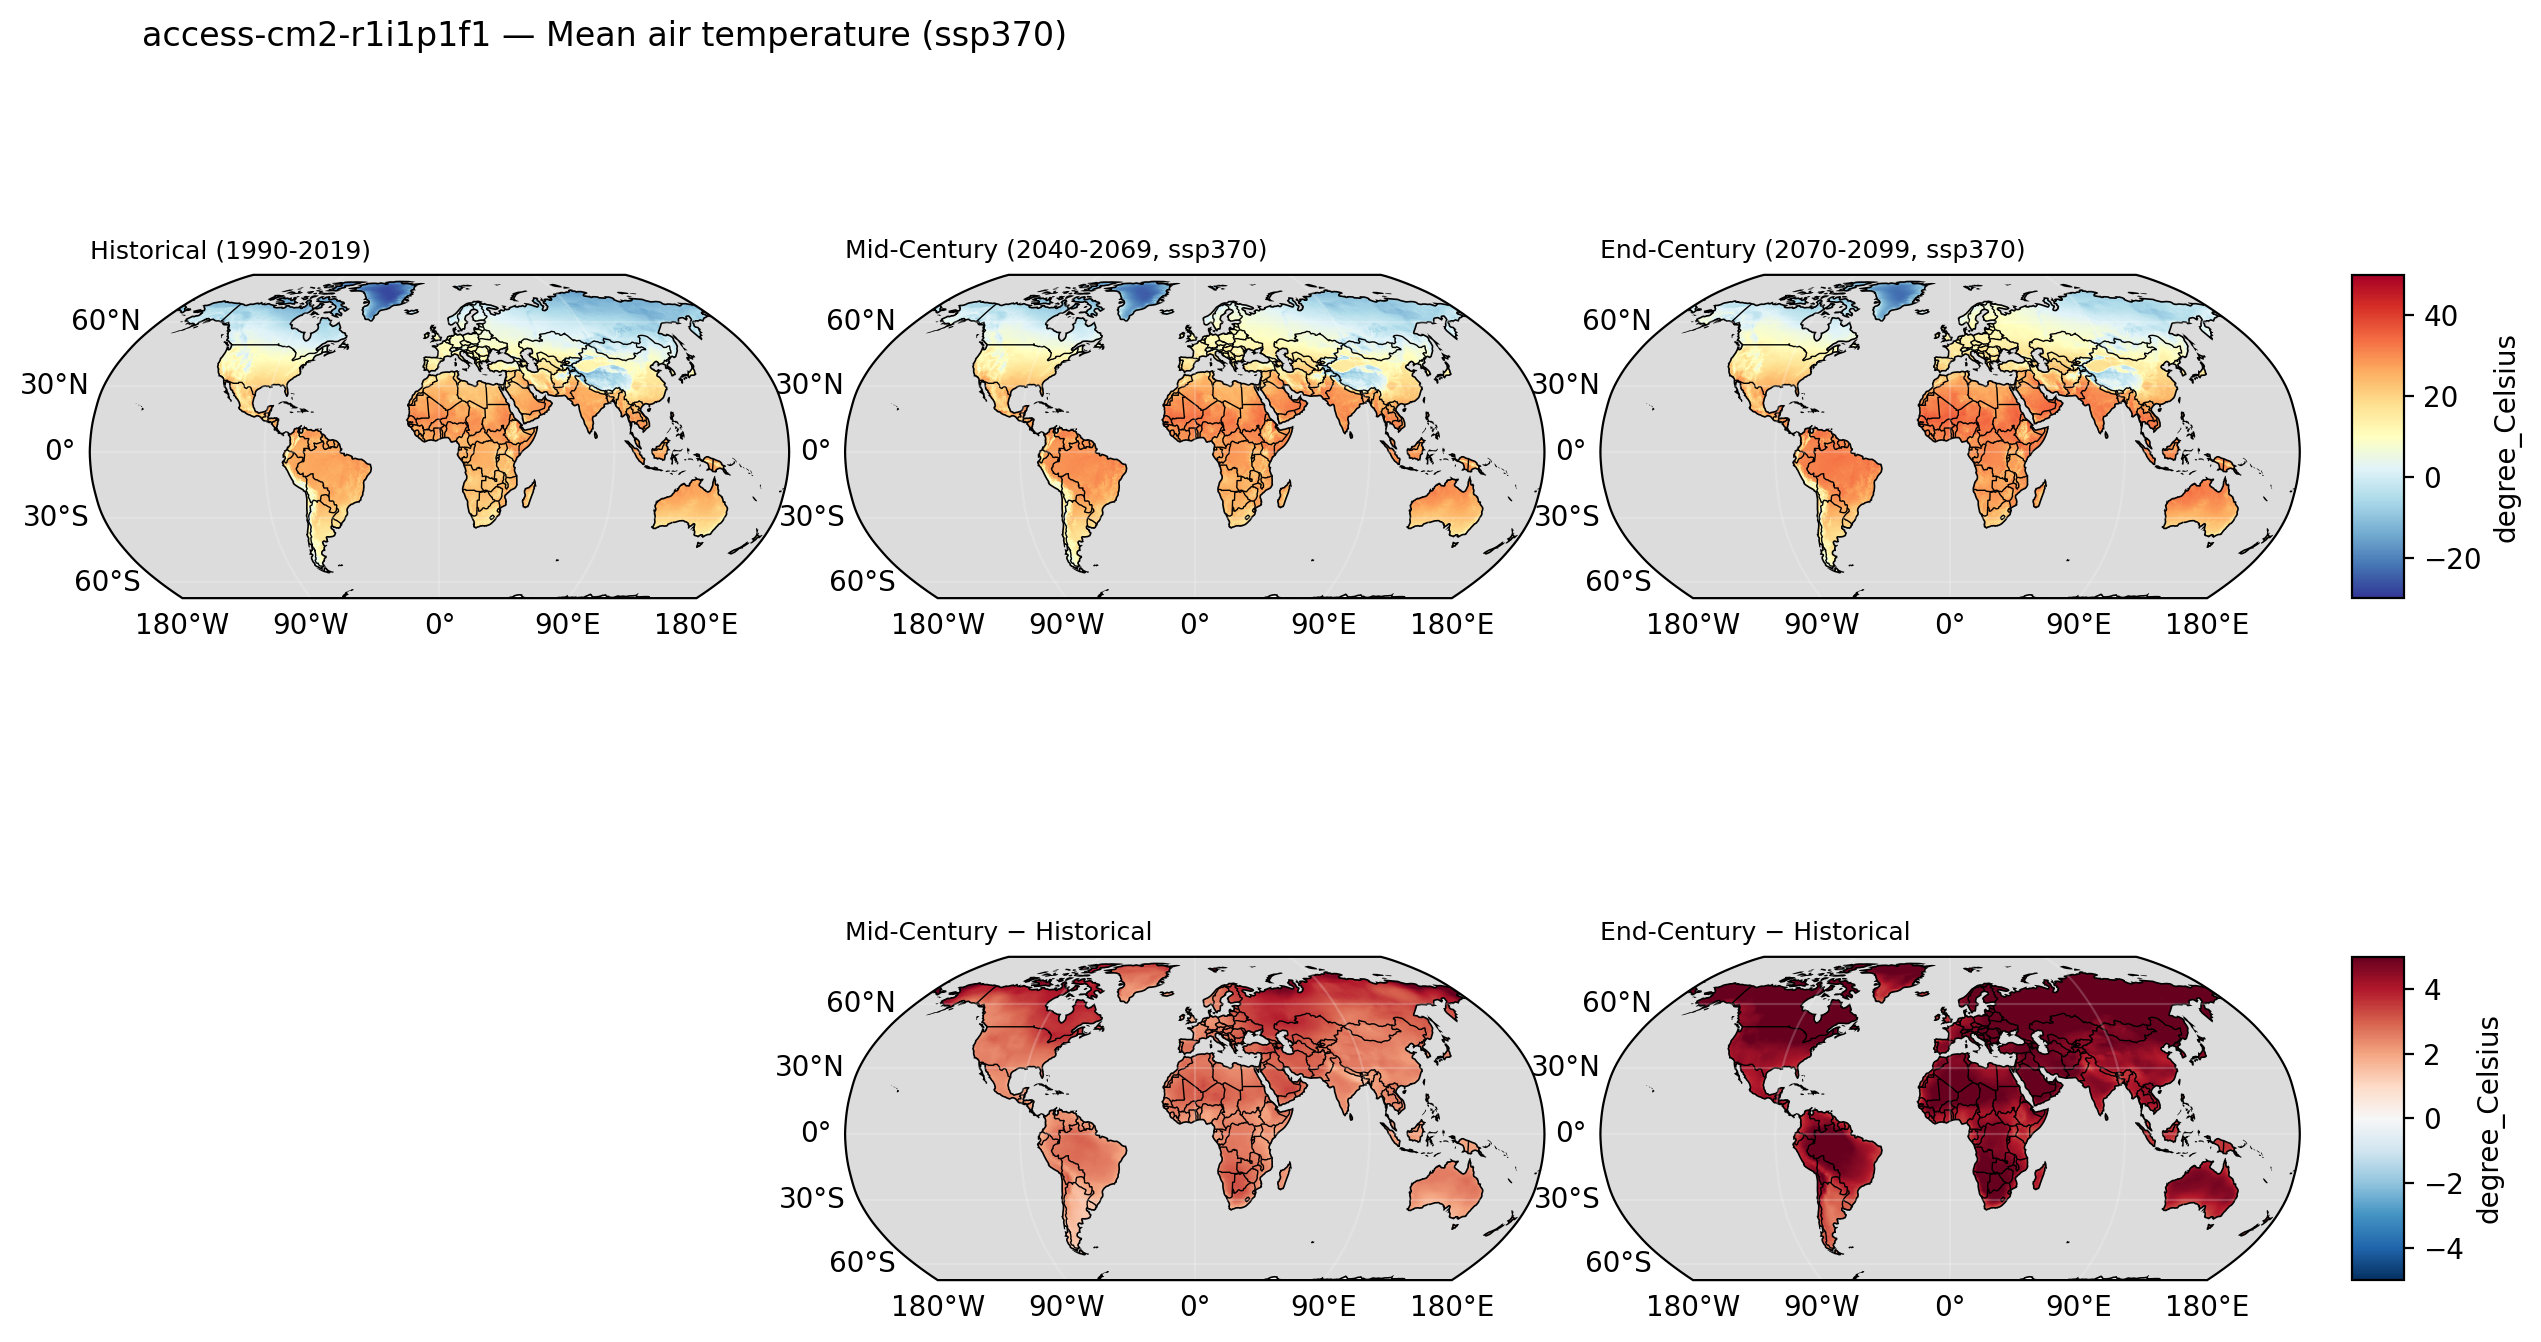 access-cm2-r1i1p1f1 — Mean air temperature (ssp370)
Historical (1990-2019)
60°N
30°N
0°
30°S
60°S
180°W 90°W 0° 90°E 180°E
Mid-Century (2040-2069, ssp370)
60°N
30°N
0°
30°S
60°S
180°W 90°W 0° 90°E 180°E
End-Century (2070-2099, ssp370)
60°N
30°N
0°
30°S
60°S
180°W 90°W 0° 90°E 180°E
40
20
0
−20
degree_Celsius
Mid-Century − Historical
60°N
30°N
0°
30°S
60°S
180°W 90°W 0° 90°E 180°E
End-Century − Historical
60°N
30°N
0°
30°S
60°S
180°W 90°W 0° 90°E 180°E
4
2
0
−2
−4
degree_Celsius